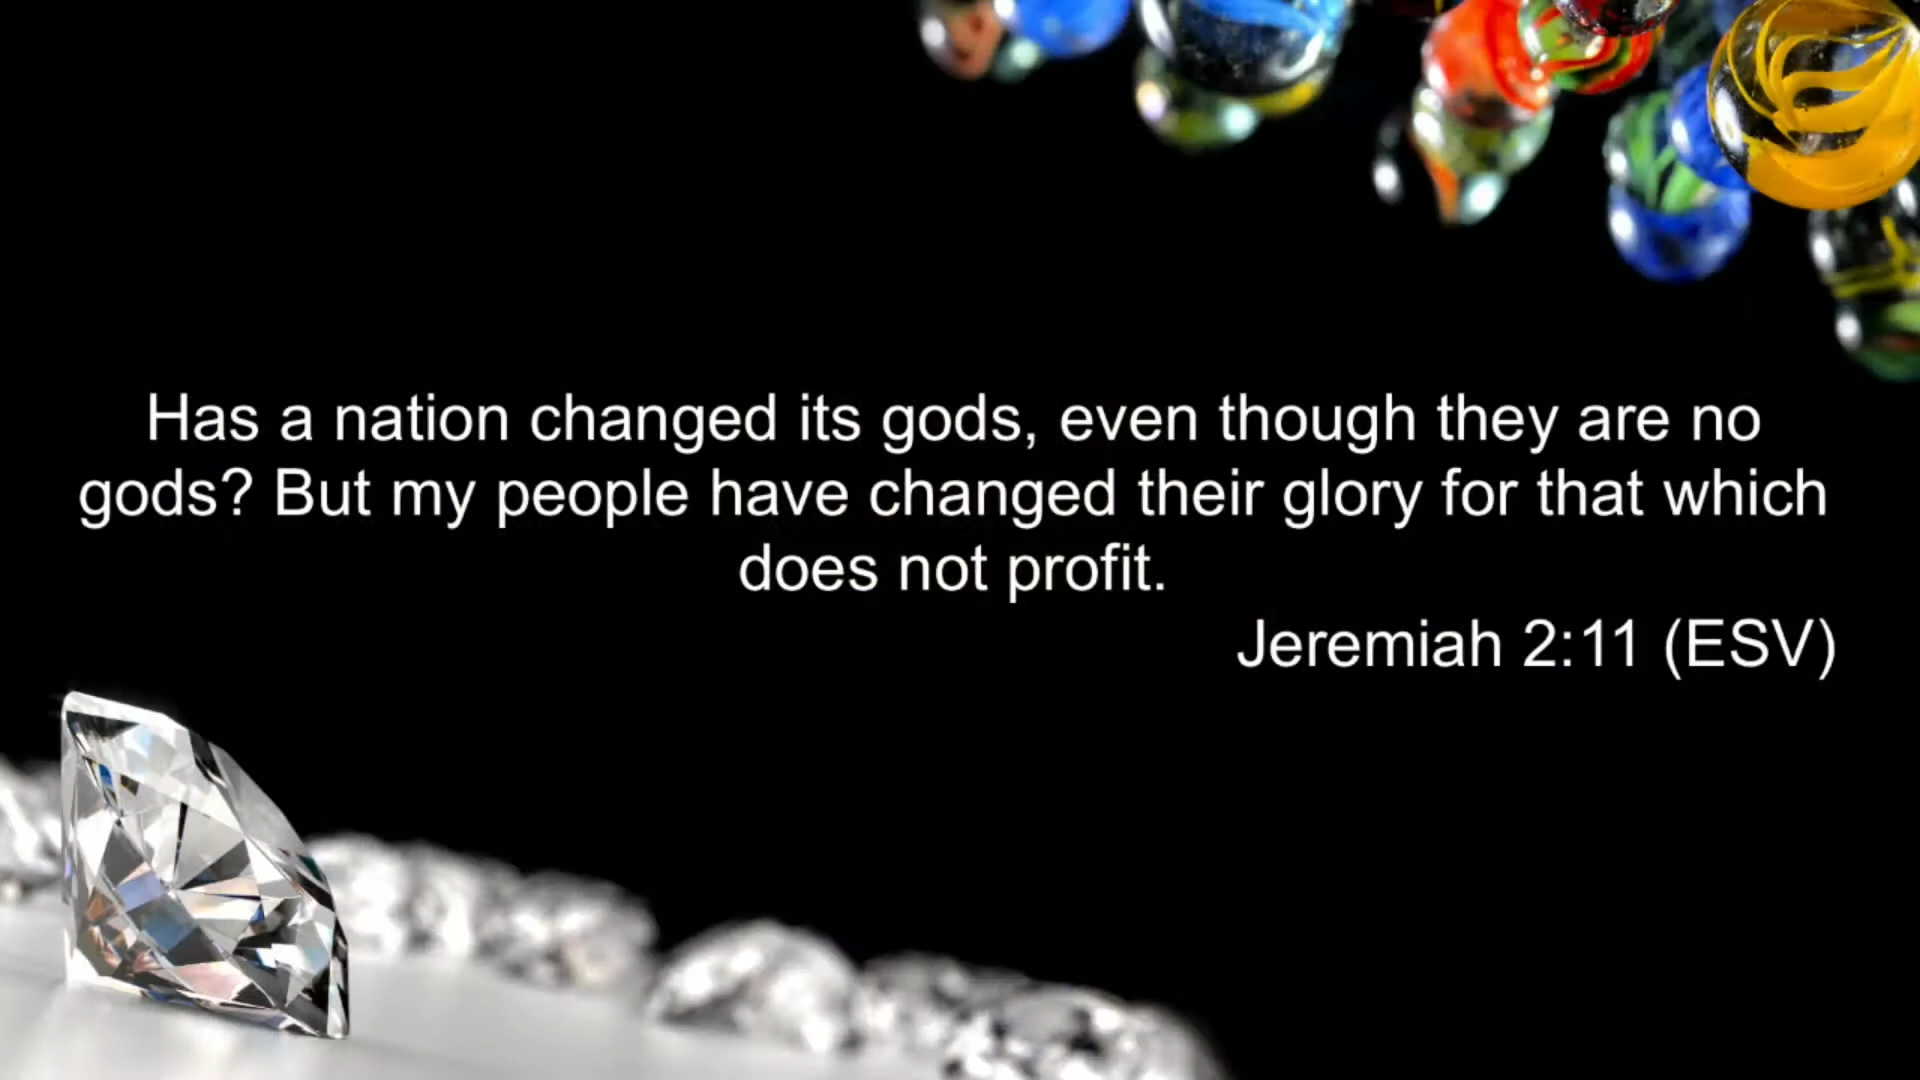 Has a nation changed its gods, even though they are no
gods? But my people have changed their glory for that which
does not profit.
Jeremiah 2:11 (ESV)